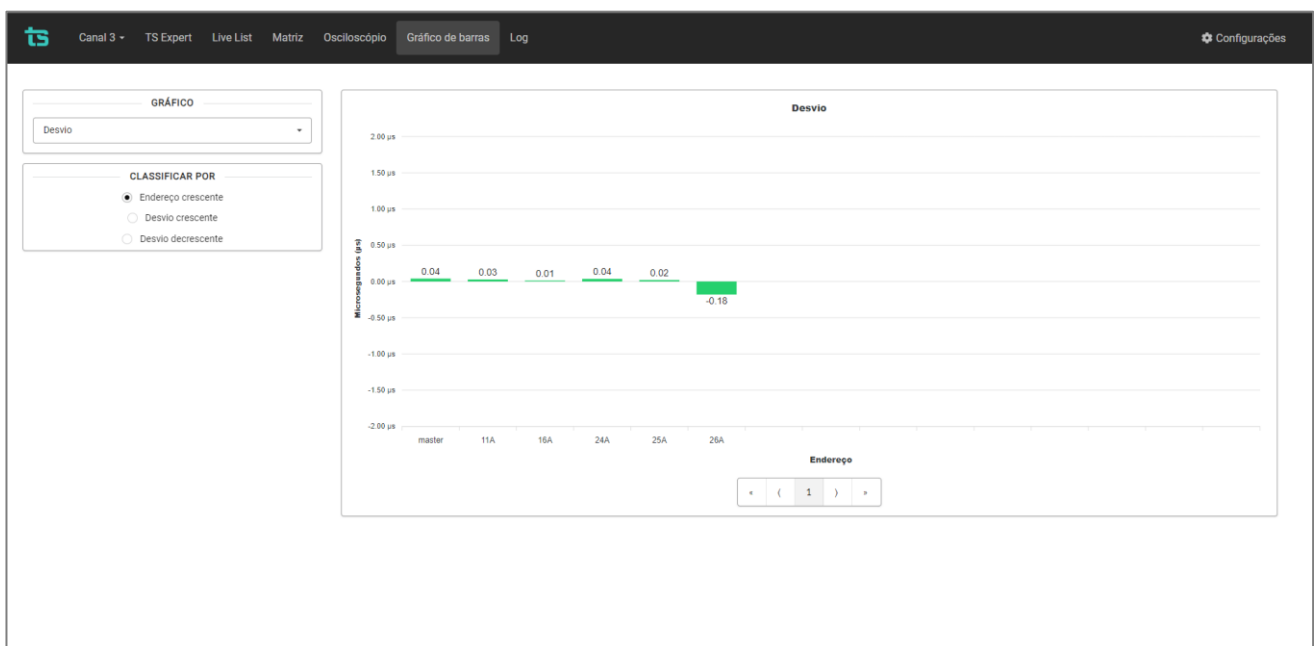 ts Canal 3 TS Expert Live List Matriz Osciloscópio Gráfico de barras Log Configurações
GRÁFICO
Desvio
CLASSIFICAR POR
Endereço crescente
Desvio crescente
Desvio decrescente
Desvio
Microsegundos (µs)
2.00 µs
1.50 µs
1.00 µs
0.50 µs
0.00 µs
-0.50 µs
-1.00 µs
-1.50 µs
-2.00 µs
0.04 0.03 0.01 0.04 0.02
-0.18
master 11A 16A 24A 25A 26A
Endereço
« ⟨ 1 ⟩ »